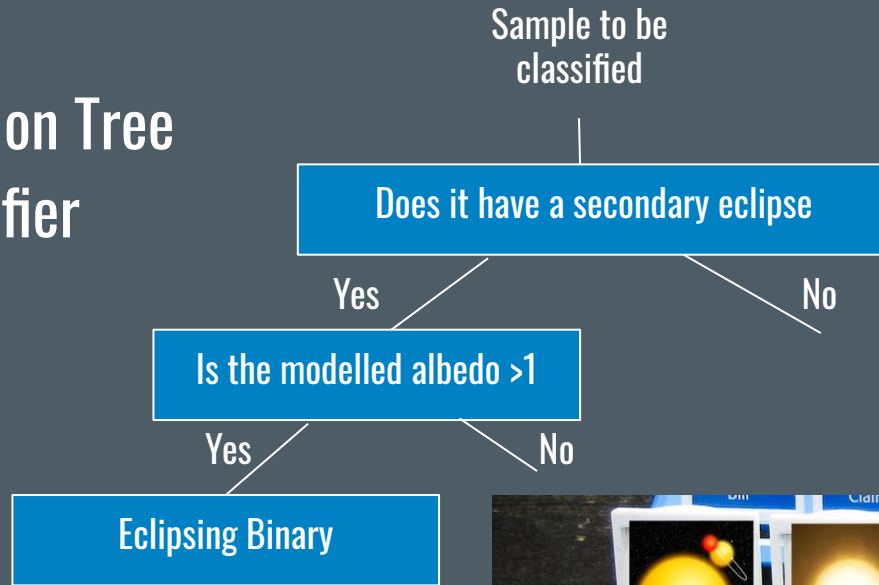 Sample to be
classified
on Tree
fier
Does it have a secondary eclipse
Yes
No
Is the modelled albedo >1
Yes
No
Eclipsing Binary